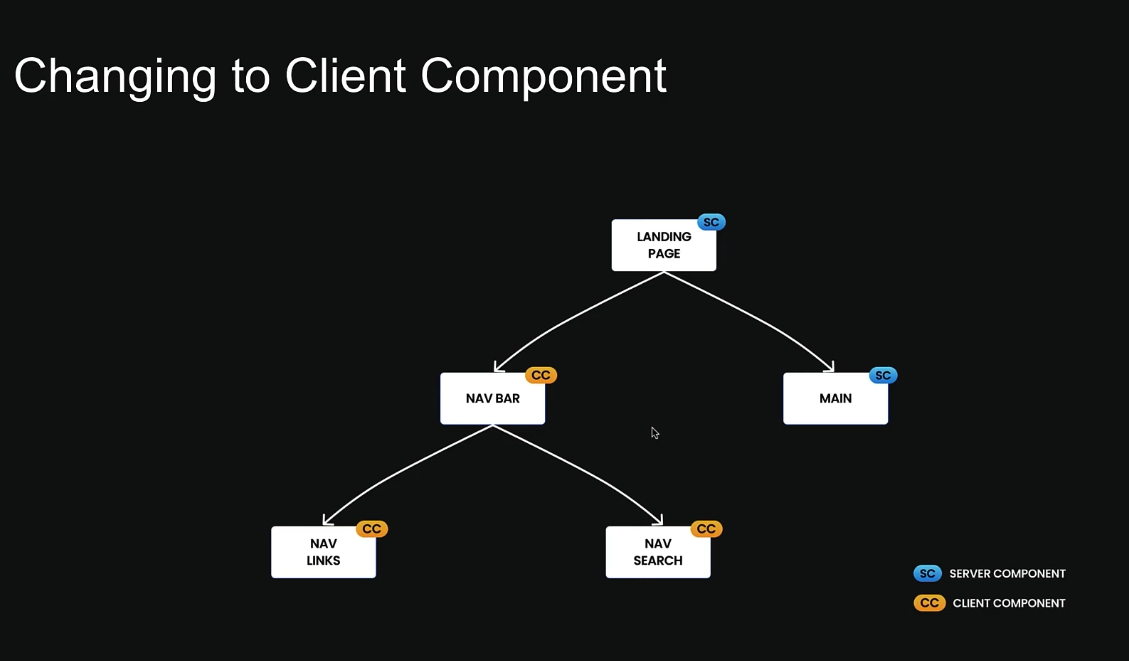 Changing to Client Component
SC
LANDING
PAGE
CC
NAV BAR
SC
MAIN
CC
NAV
LINKS
CC
NAV
SEARCH
SC SERVER COMPONENT
CC CLIENT COMPONENT